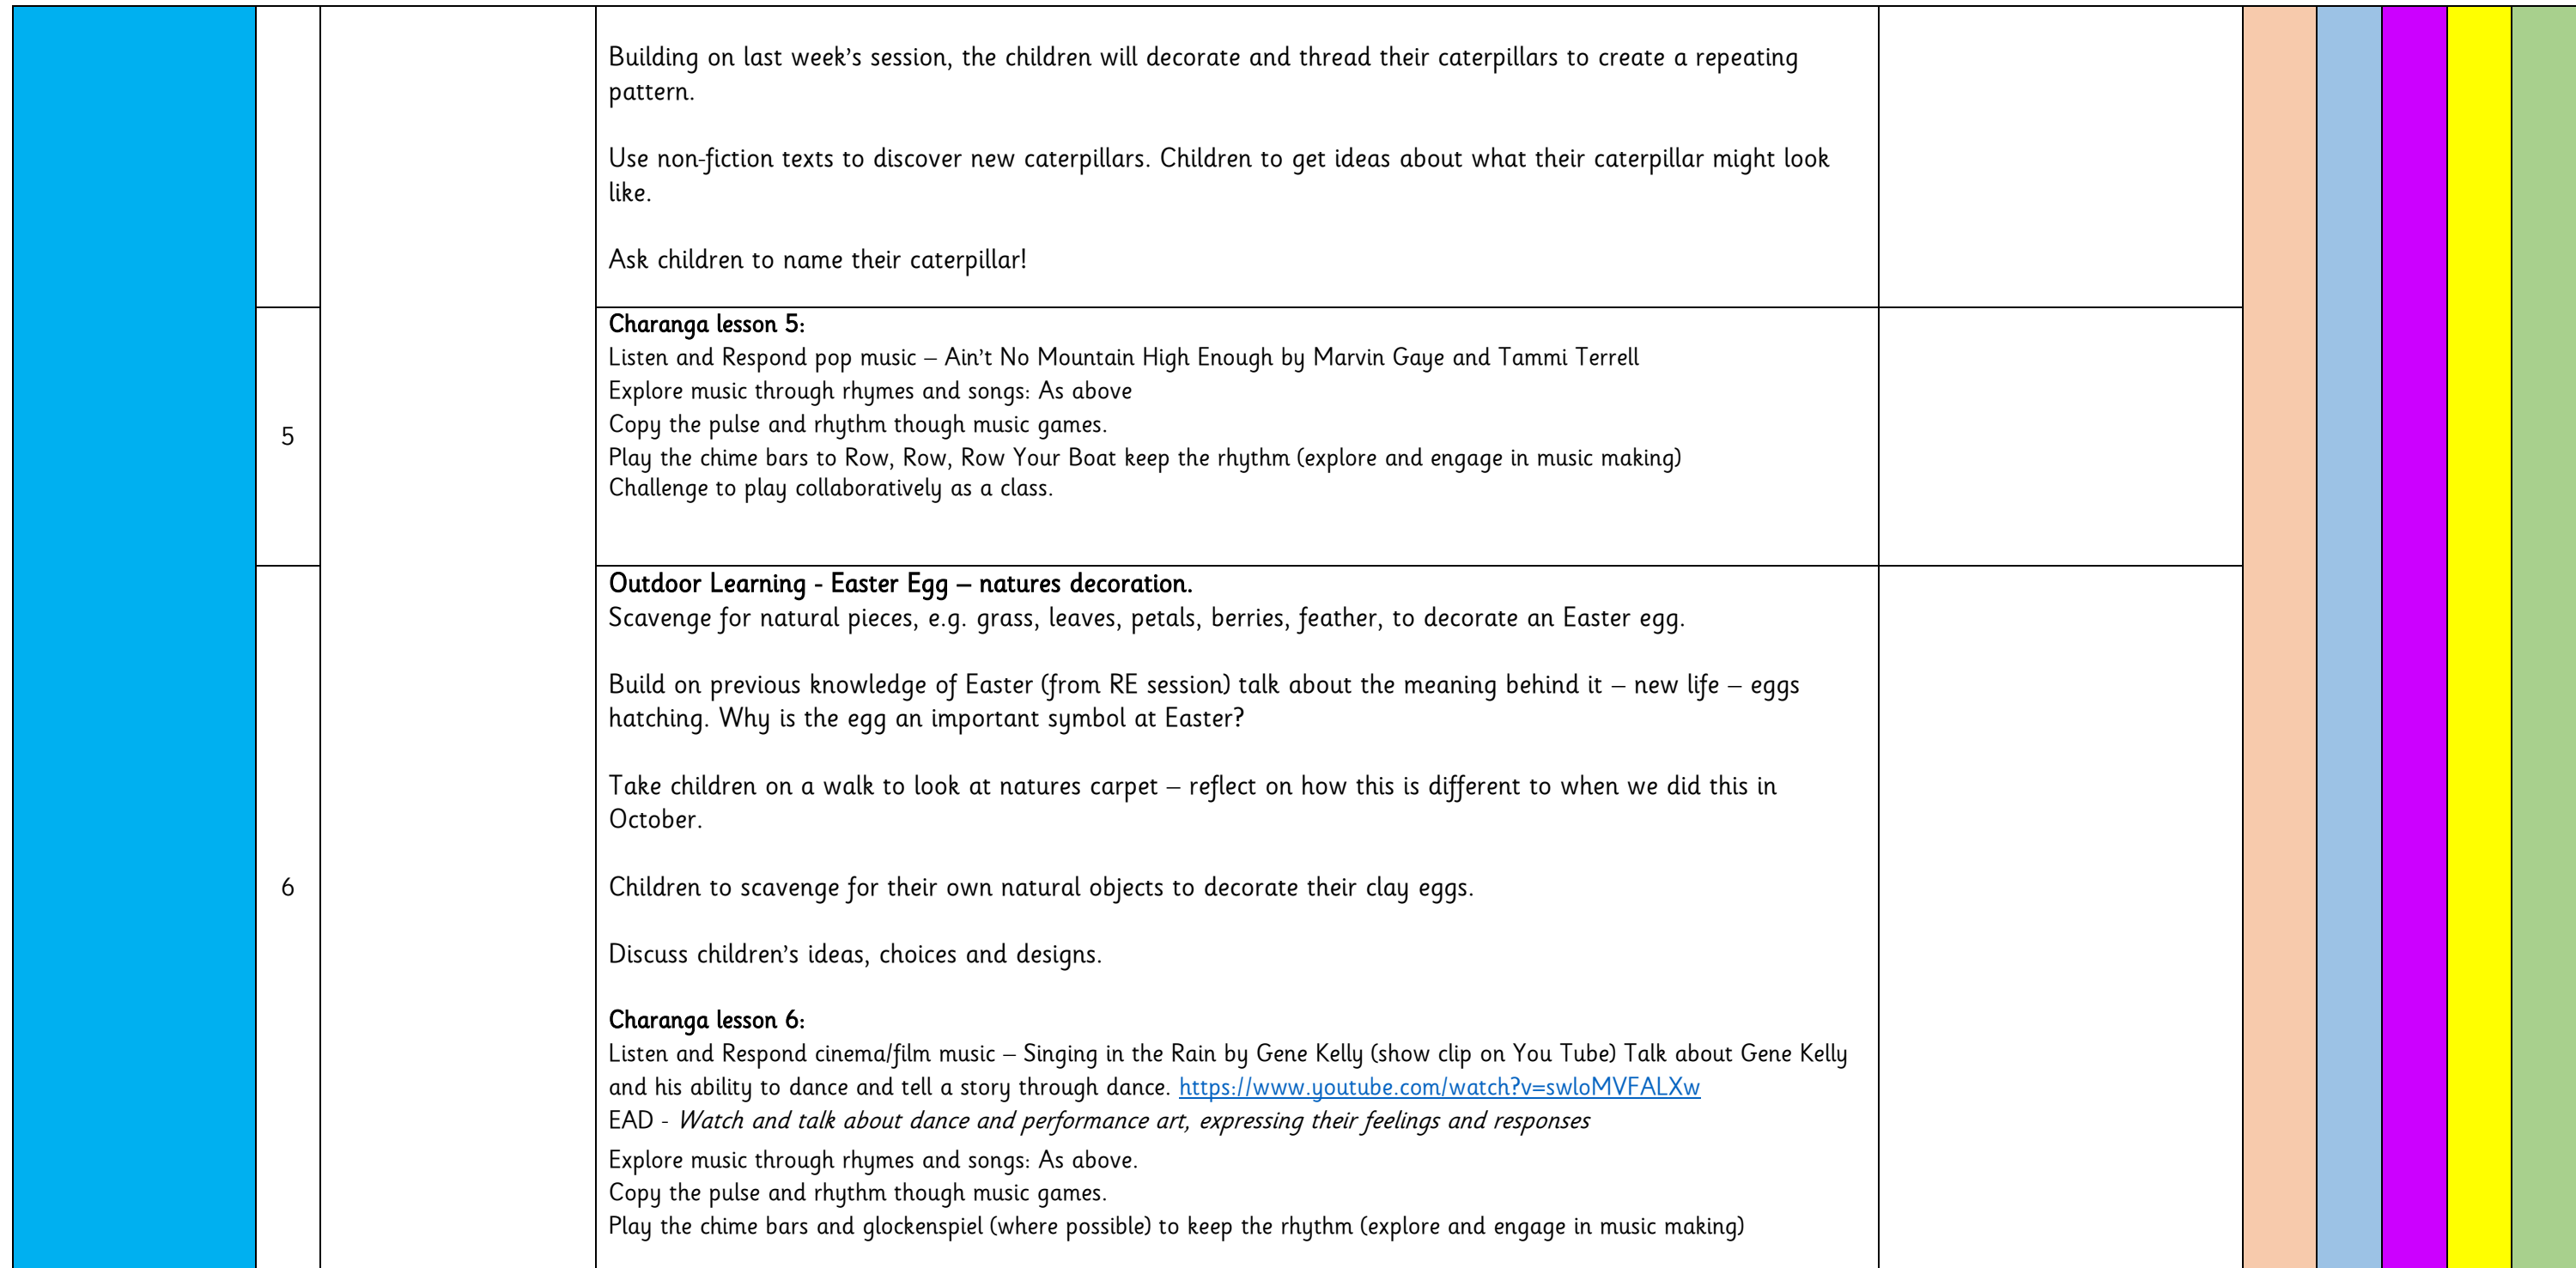 Building on last week's session, the children will decorate and thread their caterpillars to create a repeating
pattern.
Use non-fiction texts to discover new caterpillars. Children to get ideas about what their caterpillar might look
like.
Ask children to name their caterpillar!
5
Charanga lesson 5:
Listen and Respond pop music – Ain't No Mountain High Enough by Marvin Gaye and Tammi Terrell
Explore music through rhymes and songs: As above
Copy the pulse and rhythm though music games.
Play the chime bars to Row, Row, Row Your Boat keep the rhythm (explore and engage in music making)
Challenge to play collaboratively as a class.
6
Outdoor Learning - Easter Egg – natures decoration.
Scavenge for natural pieces, e.g. grass, leaves, petals, berries, feather, to decorate an Easter egg.
Build on previous knowledge of Easter (from RE session) talk about the meaning behind it – new life – eggs
hatching. Why is the egg an important symbol at Easter?
Take children on a walk to look at natures carpet – reflect on how this is different to when we did this in
October.
Children to scavenge for their own natural objects to decorate their clay eggs.
Discuss children's ideas, choices and designs.
Charanga lesson 6:
Listen and Respond cinema/film music – Singing in the Rain by Gene Kelly (show clip on You Tube) Talk about Gene Kelly
and his ability to dance and tell a story through dance. https://www.youtube.com/watch?v=swloMVFALXw
EAD - Watch and talk about dance and performance art, expressing their feelings and responses
Explore music through rhymes and songs: As above.
Copy the pulse and rhythm though music games.
Play the chime bars and glockenspiel (where possible) to keep the rhythm (explore and engage in music making)